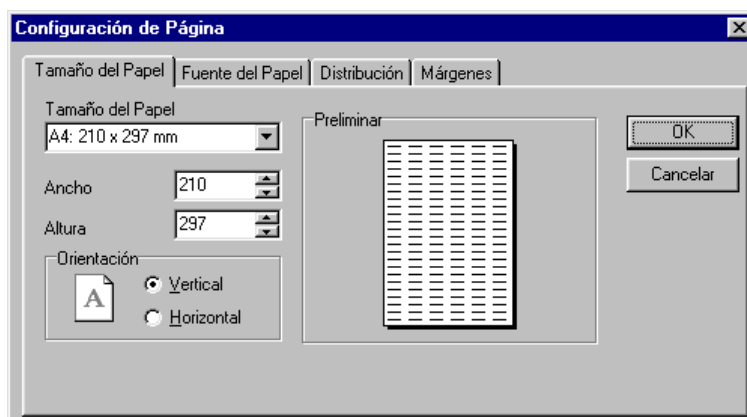 Configuración de Página
Tamaño del Papel Fuente del Papel Distribución Márgenes
Tamaño del Papel
A4: 210 x 297 mm
Ancho 210
Altura 297
Orientación
A
Vertical
Horizontal
Preliminar
OK
Cancelar